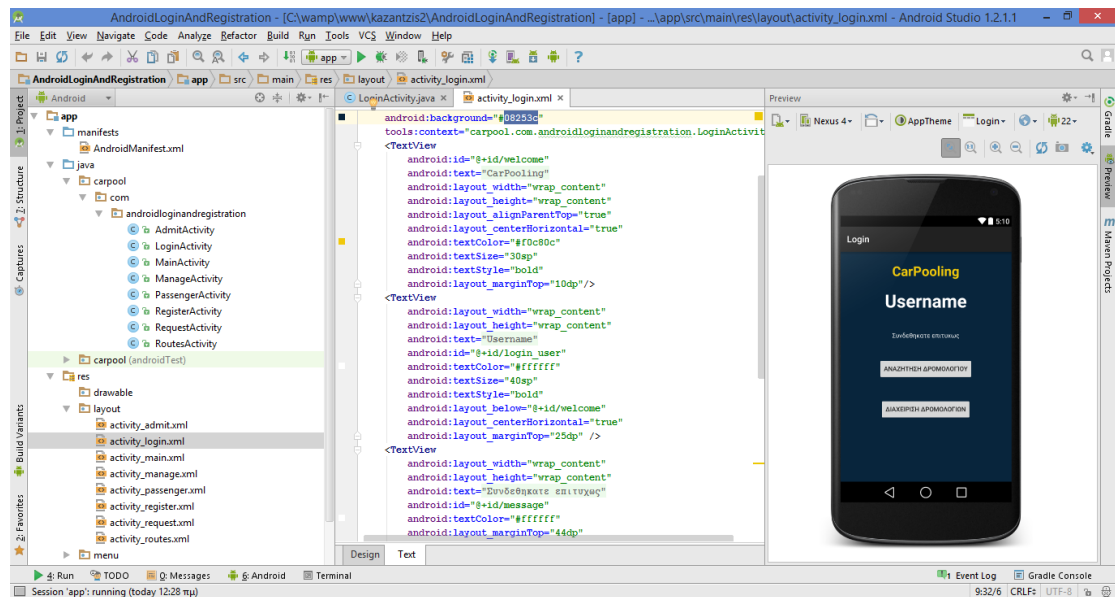 AndroidLoginAndRegistration - [C:\wamp\www\kazantzis2\AndroidLoginAndRegistration] - [app] - ...\app\src\main\res\layout\activity_login.xml - Android Studio 1.2.1.1
File Edit View Navigate Code Analyze Refactor Build Run Tools VCS Window Help
app
AndroidLoginAndRegistration app src main res layout activity_login.xml
1: Project
Z: Structure
Captures
Build Variants
2: Favorites
Android
app
manifests
AndroidManifest.xml
java
carpool
com
androidloginandregistration
AdmitActivity
LoginActivity
MainActivity
ManageActivity
PassengerActivity
RegisterActivity
RequestActivity
RoutesActivity
carpool (androidTest)
res
drawable
layout
activity_admit.xml
activity_login.xml
activity_main.xml
activity_manage.xml
activity_passenger.xml
activity_register.xml
activity_request.xml
activity_routes.xml
menu
LoginActivity.java activity_login.xml
android:background="#08253c"
tools:context="carpool.com.androidloginandregistration.LoginActivit
<TextView
android:id="@+id/welcome"
android:text="CarPooling"
android:layout_width="wrap_content"
android:layout_height="wrap_content"
android:layout_alignParentTop="true"
android:layout_centerHorizontal="true"
android:textColor="#f0c80c"
android:textSize="30sp"
android:textStyle="bold"
android:layout_marginTop="10dp"/>
<TextView
android:layout_width="wrap_content"
android:layout_height="wrap_content"
android:text="Username"
android:id="@+id/login_user"
android:textColor="#ffffff"
android:textSize="40sp"
android:textStyle="bold"
android:layout_below="@+id/welcome"
android:layout_centerHorizontal="true"
android:layout_marginTop="25dp" />
<TextView
android:layout_width="wrap_content"
android:layout_height="wrap_content"
android:text="Συνδεθηκατε επιτυχως"
android:id="@+id/message"
android:textColor="#ffffff"
android:layout_marginTop="44dp"
Design Text
Preview
Nexus 4 AppTheme Login 22
5:10
Login
CarPooling
Username
Συνδεθηκατε επιτυχως
ΑΝΑΖΗΤΗΣΗ ΔΡΟΜΟΛΟΓΙΟΥ
ΔΙΑΧΕΙΡΙΣΗ ΔΡΟΜΟΛΟΓΙΩΝ
Gradle
Preview
m Maven Projects
4: Run TODO 0: Messages 6: Android Terminal 1 Event Log Gradle Console
Session 'app': running (today 12:28 πμ) 9:32/6 CRLF UTF-8